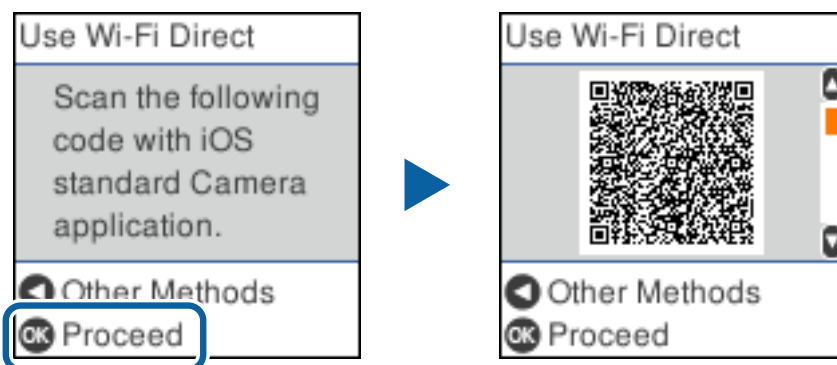 Use Wi-Fi Direct
Scan the following
code with iOS
standard Camera
application.
Other Methods
OK Proceed
Use Wi-Fi Direct
Other Methods
OK Proceed